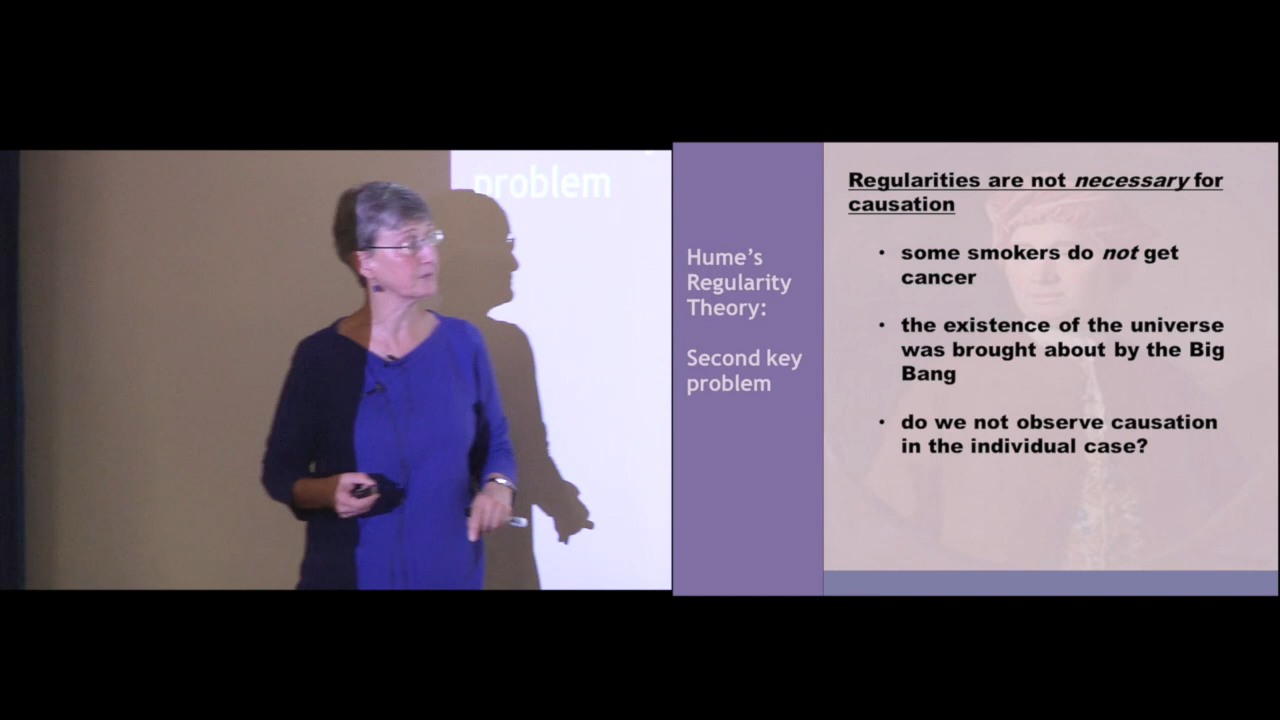 problem
Hume's
Regularity
Theory:
Second key
problem
Regularities are not necessary for
causation
• some smokers do not get
cancer
• the existence of the universe
was brought about by the Big
Bang
• do we not observe causation
in the individual case?